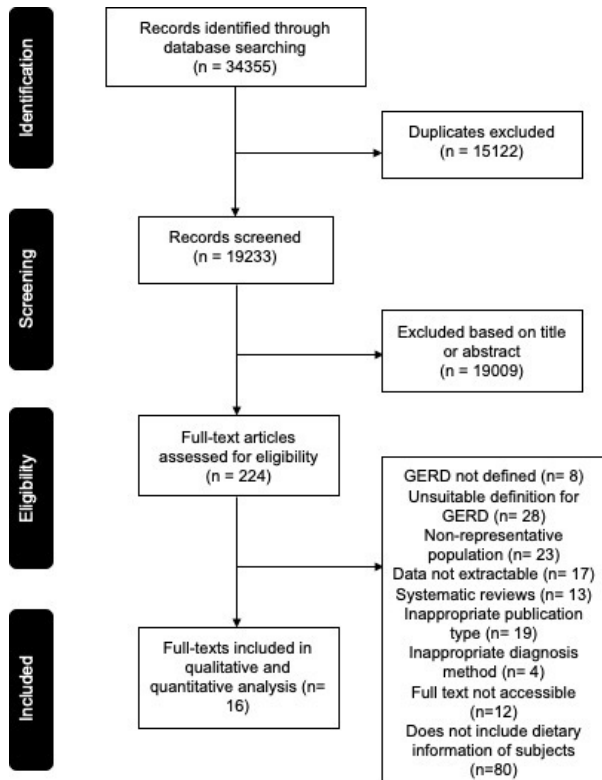 Identification
Records identified through
database searching
(n = 34355)
Duplicates excluded
(n = 15122)
Screening
Records screened
(n = 19233)
Excluded based on title
or abstract
(n = 19009)
Eligibility
Full-text articles
assessed for eligibility
(n = 224)
GERD not defined (n= 8)
Unsuitable definition for
GERD (n= 28)
Non-representative
population (n= 23)
Data not extractable (n= 17)
Systematic reviews (n= 13)
Inappropriate publication
type (n= 19)
Inappropriate diagnosis
method (n= 4)
Full text not accessible
(n=12)
Does not include dietary
information of subjects
(n=80)
Included
Full-texts included in
qualitative and
quantitative analysis (n=
16)